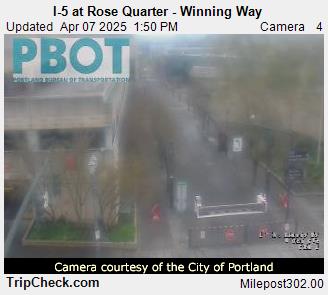 I-5 at Rose Quarter - Winning Way
Updated Apr 07 2025 1:50 PM Camera 4
PBOT
PORTLAND BUREAU OF TRANSPORTATION
Camera courtesy of the City of Portland
TripCheck.com Milepost302.00